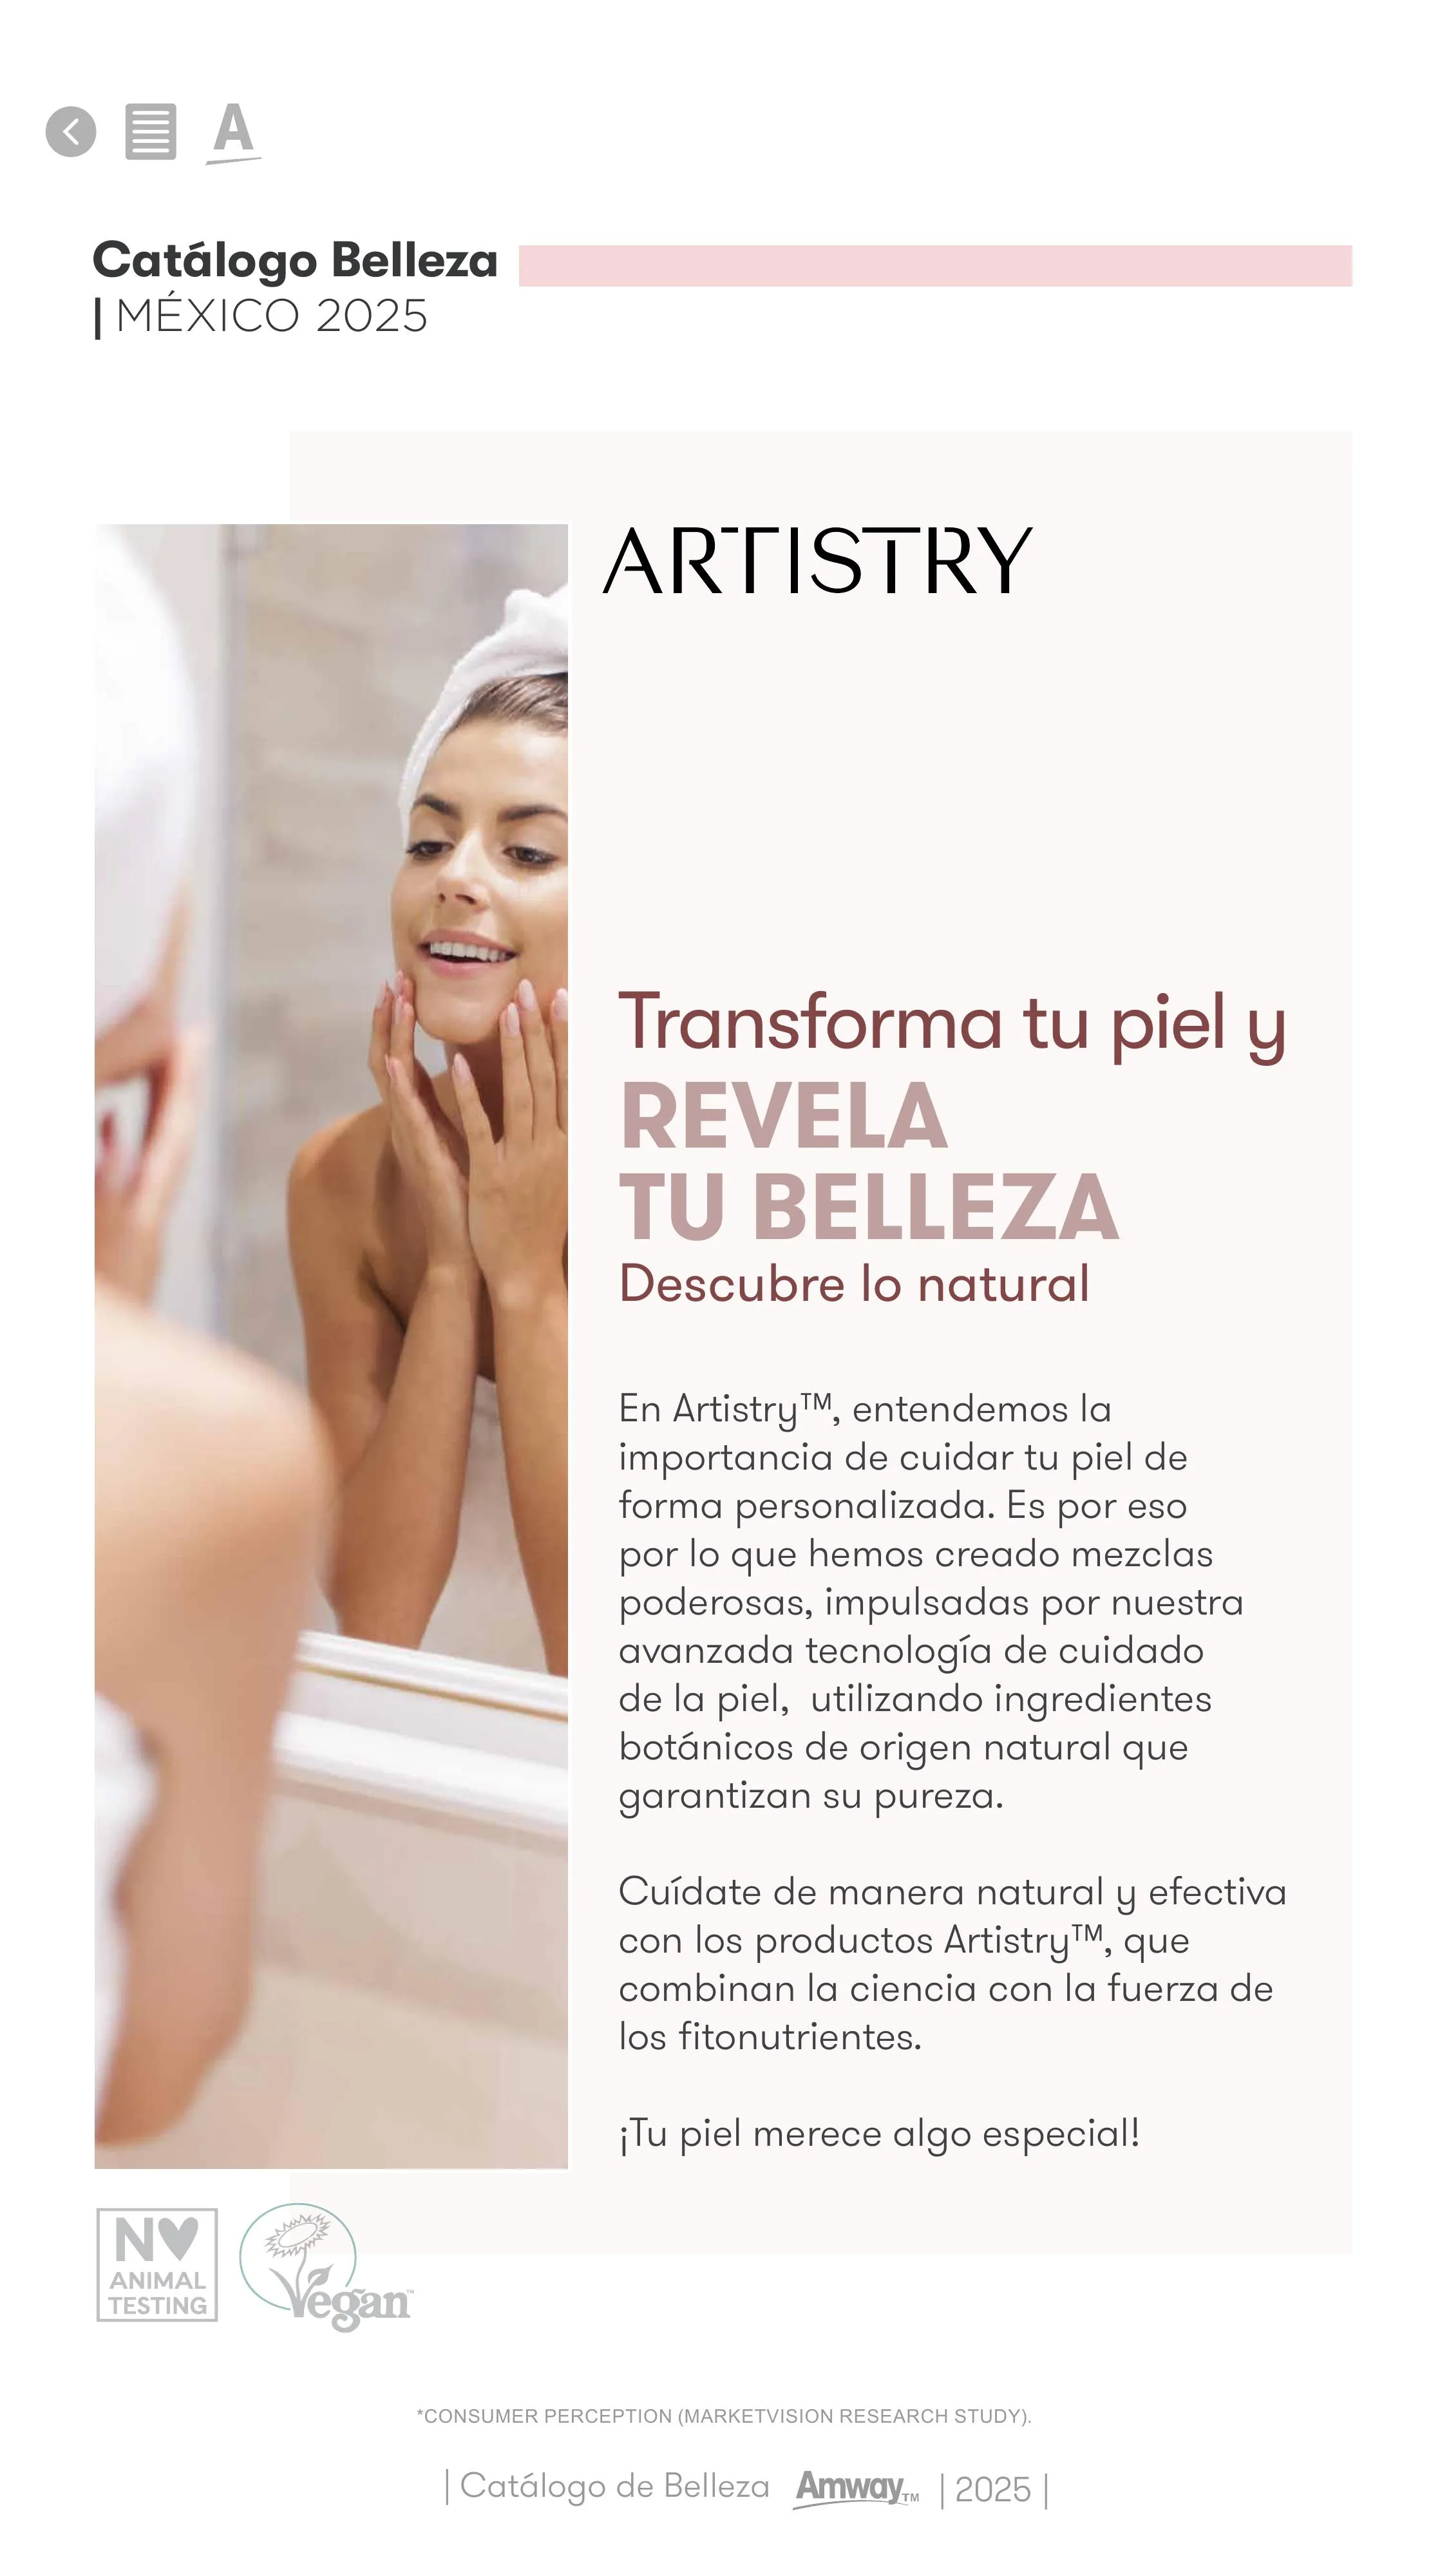 A
Catálogo Belleza
| MÉXICO 2025
ARTISTRY
Transforma tu piel y
REVELA
TU BELLEZA
Descubre lo natural
En Artistry™, entendemos la
importancia de cuidar tu piel de
forma personalizada. Es por eso
por lo que hemos creado mezclas
poderosas, impulsadas por nuestra
avanzada tecnología de cuidado
de la piel,  utilizando ingredientes
botánicos de origen natural que
garantizan su pureza.
Cuídate de manera natural y efectiva
con los productos Artistry™, que
combinan la ciencia con la fuerza de
los fitonutrientes.
¡Tu piel merece algo especial!
N♥
ANIMAL
TESTING
Vegan™
*CONSUMER PERCEPTION (MARKETVISION RESEARCH STUDY).
| Catálogo de Belleza Amway™ | 2025 |